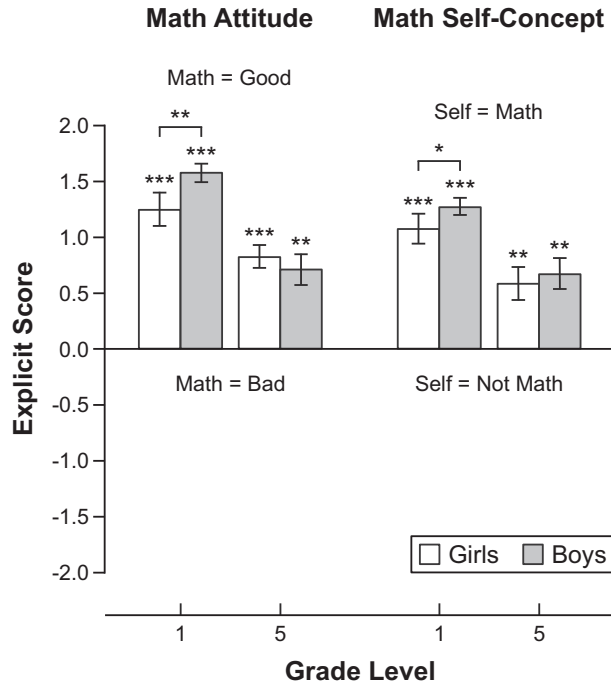 Math Attitude
Math Self-Concept
Math = Good
Self = Math
2.0
1.5
1.0
0.5
0.0
-0.5
-1.0
-1.5
-2.0
Explicit Score
**
***
***
***
**
*
***
***
**
**
Math = Bad
Self = Not Math
Girls
Boys
1
5
1
5
Grade Level